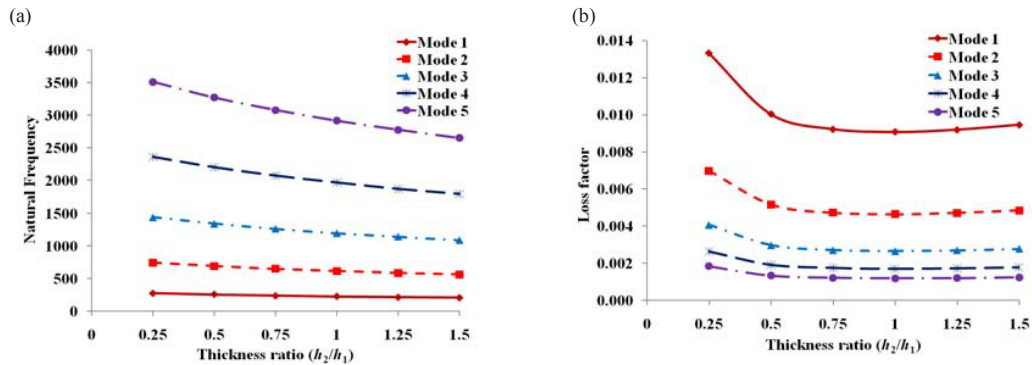 (a)
Mode 1
Mode 2
Mode 3
Mode 4
Mode 5
4000
3500
3000
2500
2000
1500
1000
500
0
Natural Frequency
0 0.25 0.5 0.75 1 1.25 1.5
Thickness ratio (h₂/h₁)
(b)
Mode 1
Mode 2
Mode 3
Mode 4
Mode 5
0.014
0.012
0.010
0.008
0.006
0.004
0.002
0.000
Loss factor
0 0.25 0.5 0.75 1 1.25 1.5
Thickness ratio (h₂/h₁)